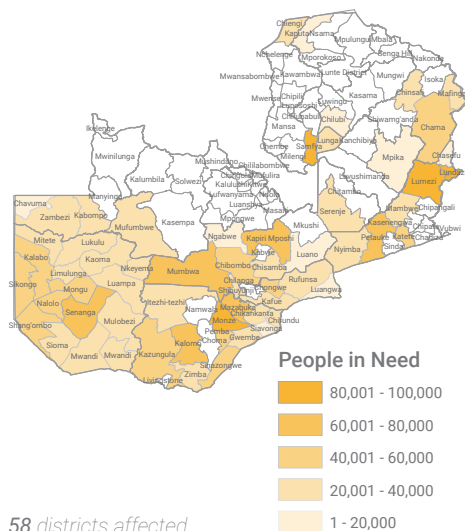 Chiengi
Kaputa Nsama
Mpulungu Mbala
Nchelenge
Mporokoso
Senga Hill
Nakonde
Mwansabombwe Kawambwa Lunte District Mungwi
Isoka
Mwense Chipili
Kasama
Chinsali
Mafinga
Mansa
Luwingu
Shiwamg'anda
Chama
Chembe
Milengi
Samfya
Chilubi
Lunga Kanchibiya
Mpika
Chasefu
Lundazi
Lumezi
Ikelenge
Mwinilunga
Mushindano
Chililabombwe
Kalumbila Solwezi
Mufulira
Kalulushi Kitwe
Lufwanyama Ndola
Luanshya
Masaiti
Mpongwe
Lavushimanda
Chitambo
Serenje
Mambwe
Chipangali
Kasenengwa
Petauke Katete
Chadiza
Vubwi
Sinda
Nyimba
Chavuma
Manyinga
Zambezi Kabompo
Mufumbwe
Kasempa
Ngabwe
Kapiri Mposhi
Mkushi
Luano
Kabwe
Mitete Lukulu
Kalabo
Kaoma
Limulunga
Nkeyema
Mumbwa
Chibombo Chisamba
Rufunsa
Luangwa
Sikongo
Mongu
Luampa
Nalolo
Senanga
Itezhi-tezhi
Shibuyunji
Chilanga
Chongwe
Kafue
Shang'ombo
Mulobezi
Namwala
Mazabuka
Chikankanta
Chirundu
Monze
Siavonga
Pemba
Sioma
Mwandi Mwandi
Kazungula
Kalomo
Choma
Gwembe
Sinazongwe
Zimba
Livingstone
People in Need
80,001 - 100,000
60,001 - 80,000
40,001 - 60,000
20,001 - 40,000
1 - 20,000
58 districts affected